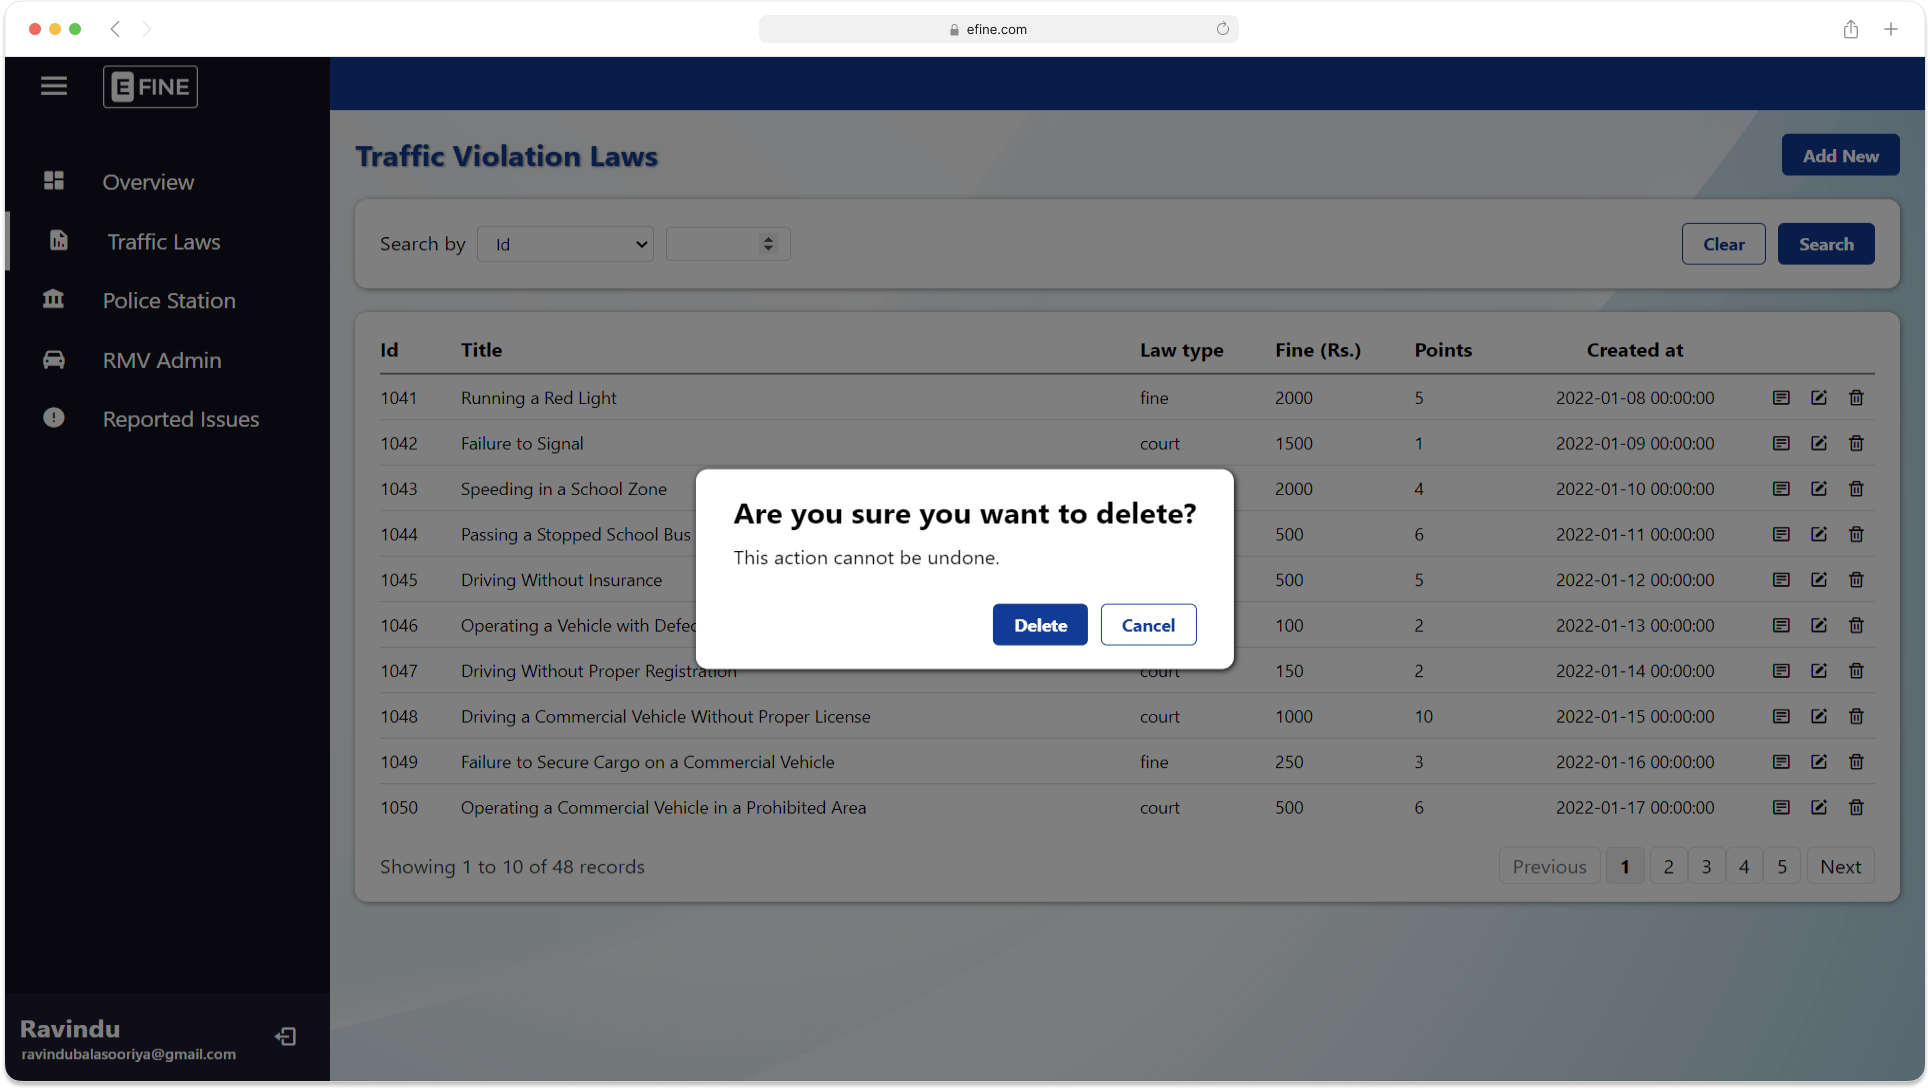 efine.com
E FINE
Overview
Traffic Laws
Police Station
RMV Admin
Reported Issues
Ravindu
ravindubalasooriya@gmail.com
Traffic Violation Laws
Add New
Search by Id
Clear Search
Id Title Law type Fine (Rs.) Points Created at
1041 Running a Red Light fine 2000 5 2022-01-08 00:00:00
1042 Failure to Signal court 1500 1 2022-01-09 00:00:00
1043 Speeding in a School Zone 2000 4 2022-01-10 00:00:00
1044 Passing a Stopped School Bus 500 6 2022-01-11 00:00:00
1045 Driving Without Insurance 500 5 2022-01-12 00:00:00
1046 Operating a Vehicle with 100 2 2022-01-13 00:00:00
1047 Driving Without Proper Registration court 150 2 2022-01-14 00:00:00
1048 Driving a Commercial Vehicle Without Proper License court 1000 10 2022-01-15 00:00:00
1049 Failure to Secure Cargo on a Commercial Vehicle fine 250 3 2022-01-16 00:00:00
1050 Operating a Commercial Vehicle in a Prohibited Area court 500 6 2022-01-17 00:00:00
Showing 1 to 10 of 48 records
Previous 1 2 3 4 5 Next
Are you sure you want to delete?
This action cannot be undone.
Delete Cancel